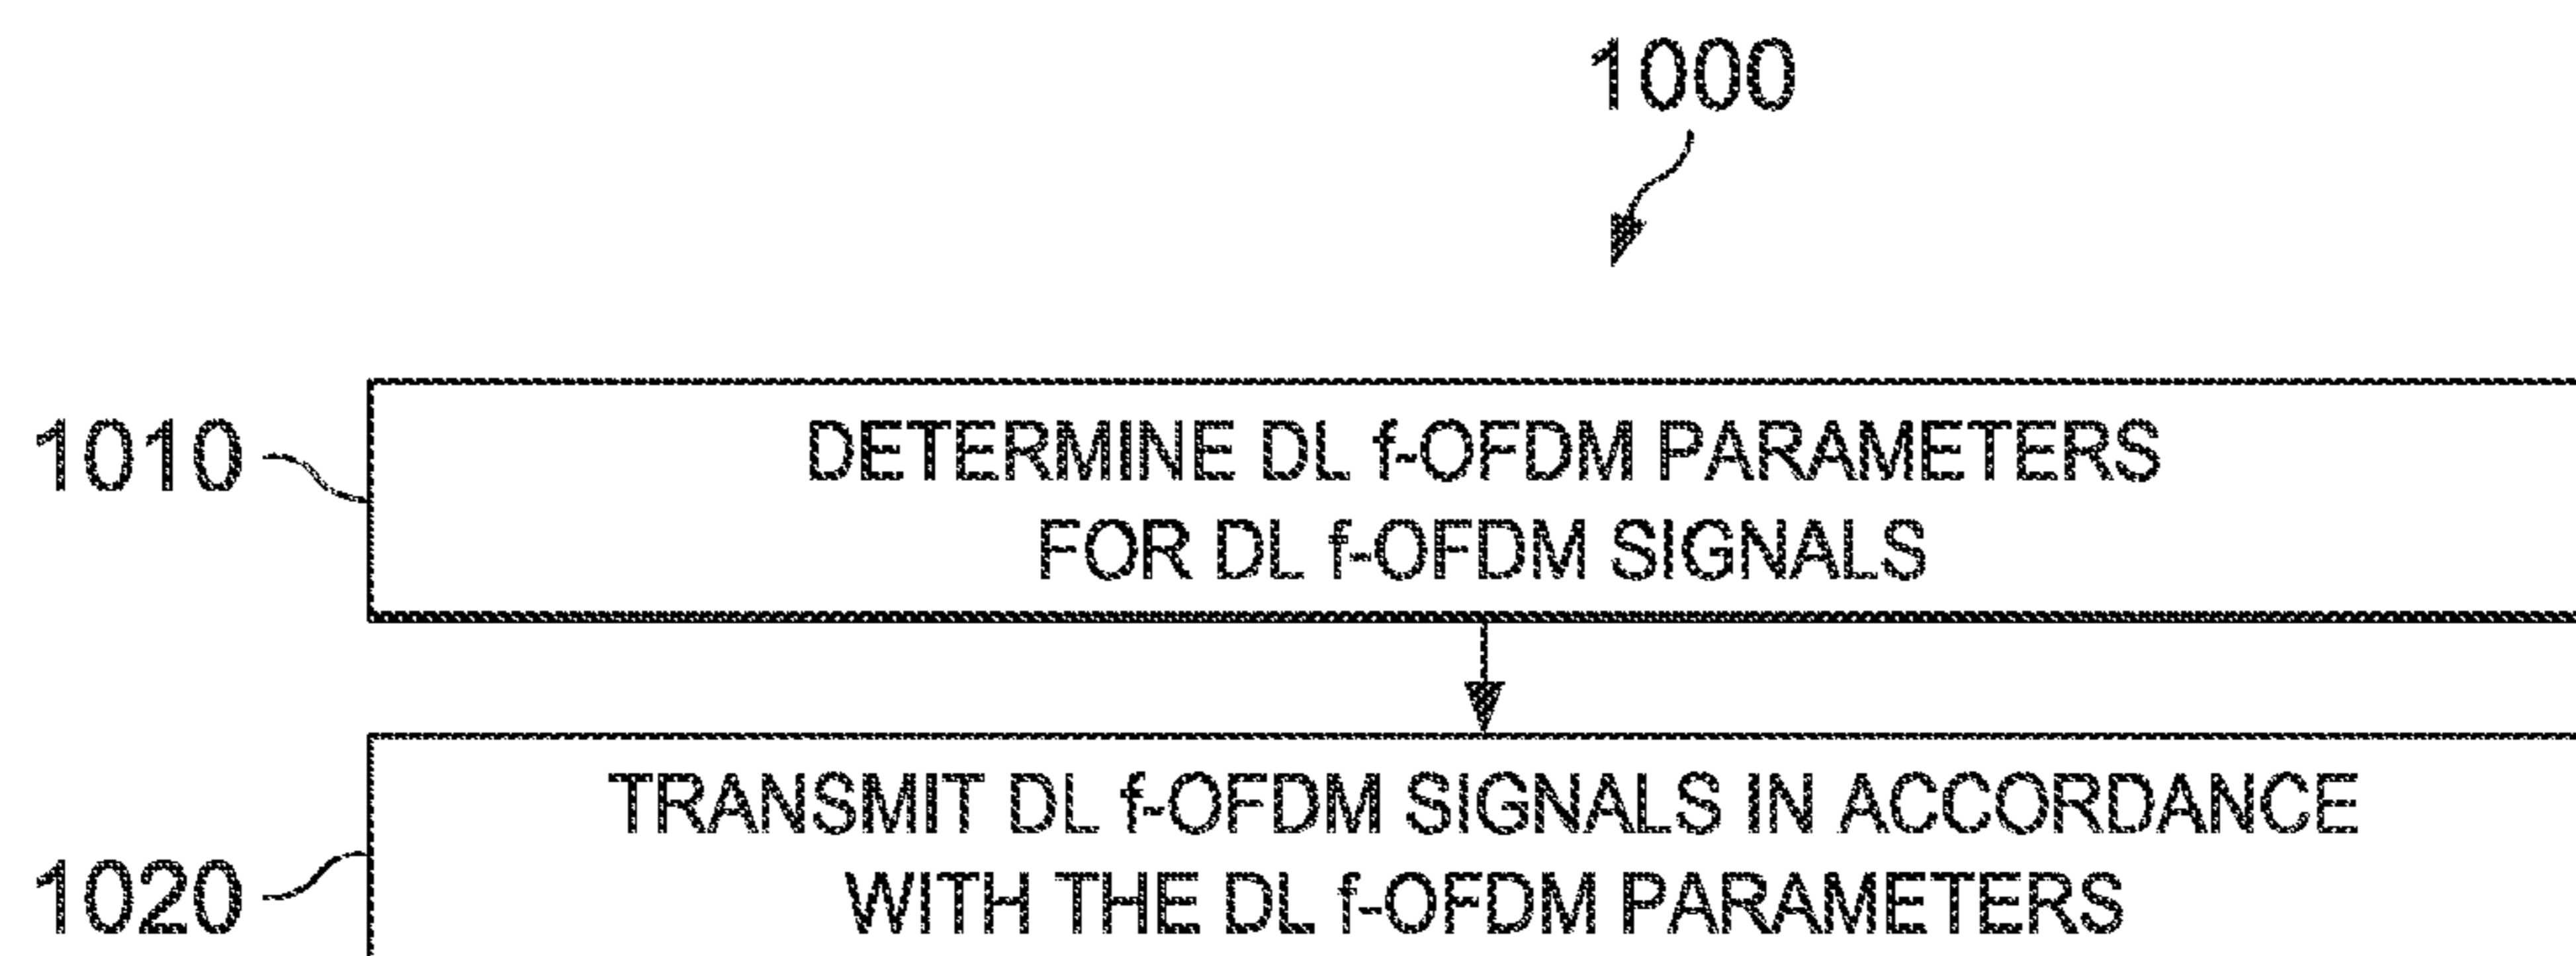 1000
1010
DETERMINE DL f-OFDM PARAMETERS
FOR DL f-OFDM SIGNALS
1020
TRANSMIT DL f-OFDM SIGNALS IN ACCORDANCE
WITH THE DL f-OFDM PARAMETERS